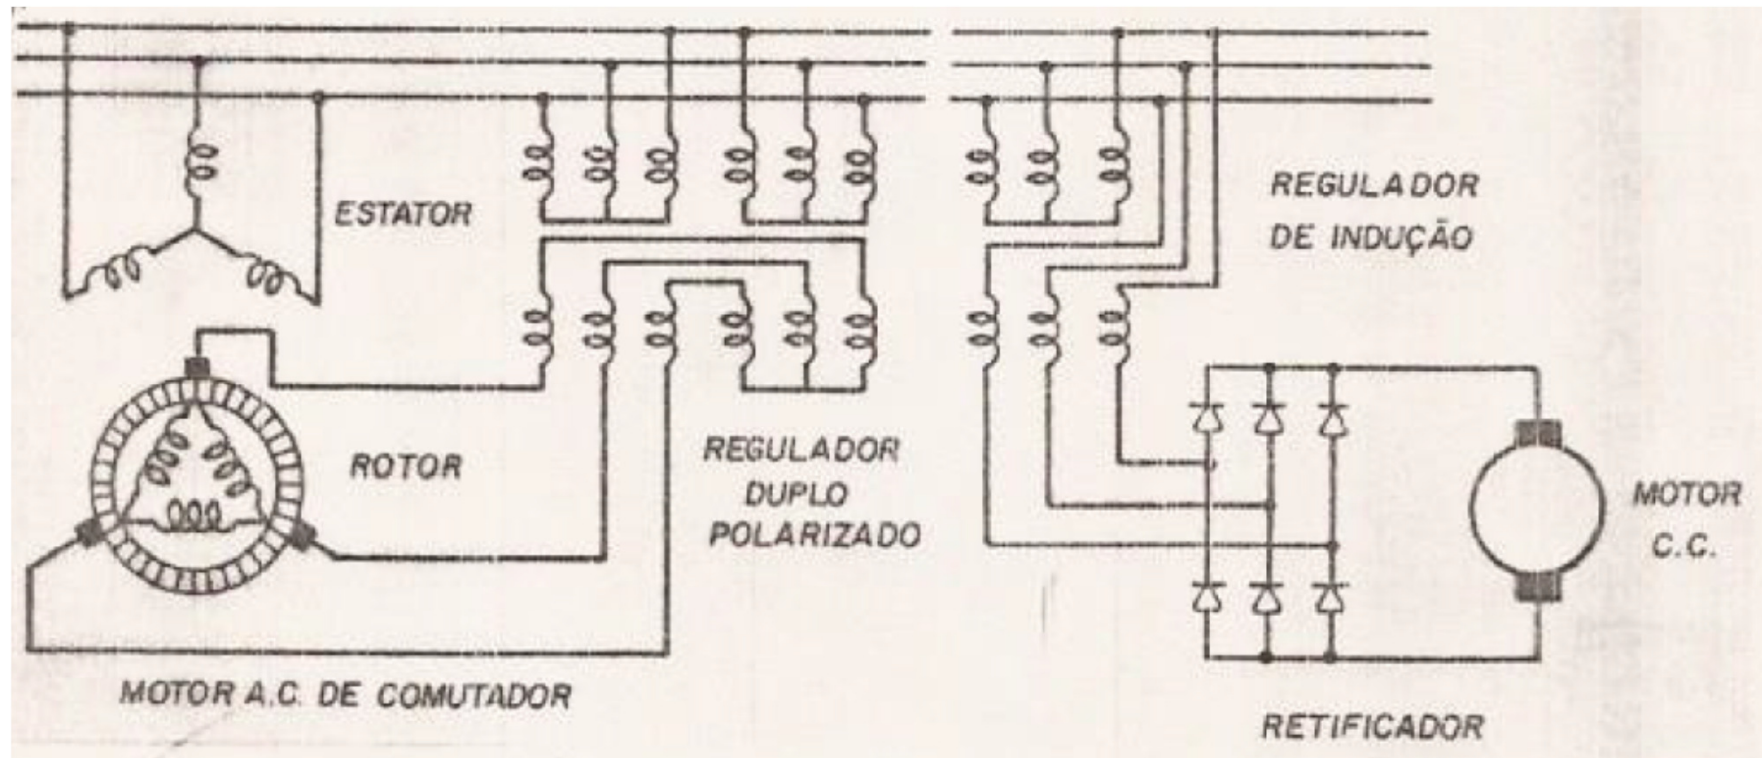 ESTATOR
REGULADOR
DE INDUÇÃO
ROTOR
REGULADOR
DUPLO
POLARIZADO
MOTOR
C.C.
MOTOR A.C. DE COMUTADOR
RETIFICADOR